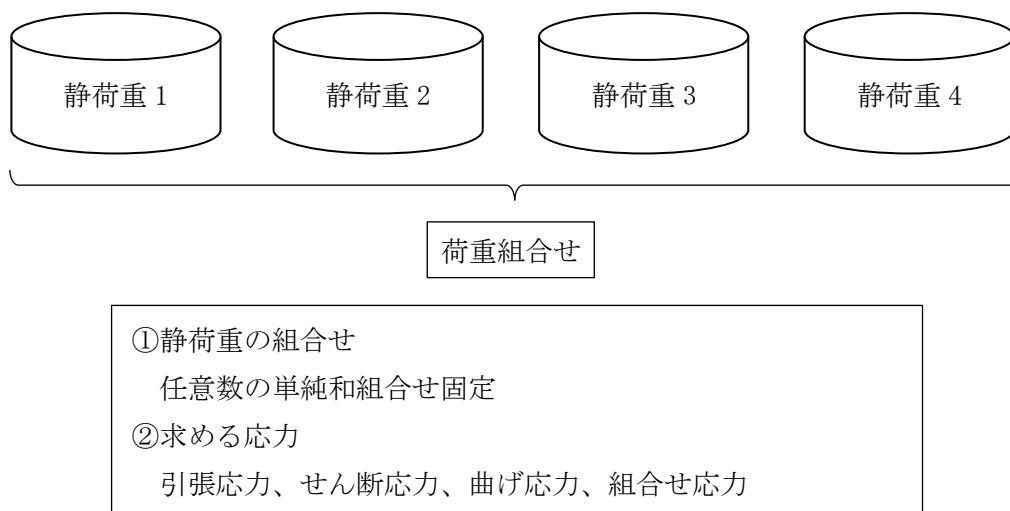 静荷重 1
静荷重 2
静荷重 3
静荷重 4
荷重組合せ
①静荷重の組合せ
任意数の単純和組合せ固定
②求める応力
引張応力、せん断応力、曲げ応力、組合せ応力